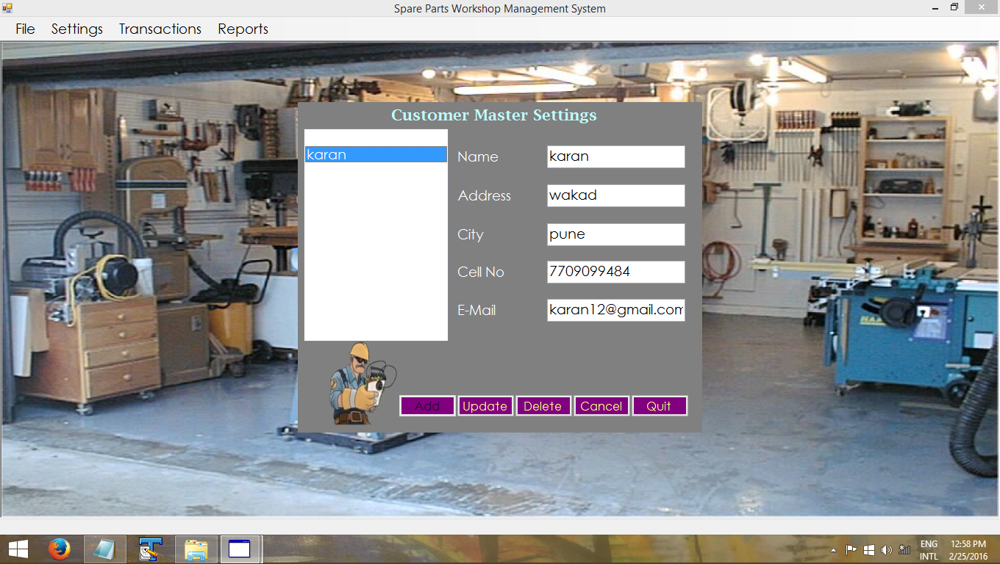 Spare Parts Workshop Management System
File Settings Transactions Reports
Customer Master Settings
karan
Name karan
Address wakad
City pune
Cell No 7709099484
E-Mail karan12@gmail.com
Add Update Delete Cancel Quit
ENG 12:58 PM
INTL 2/25/2016